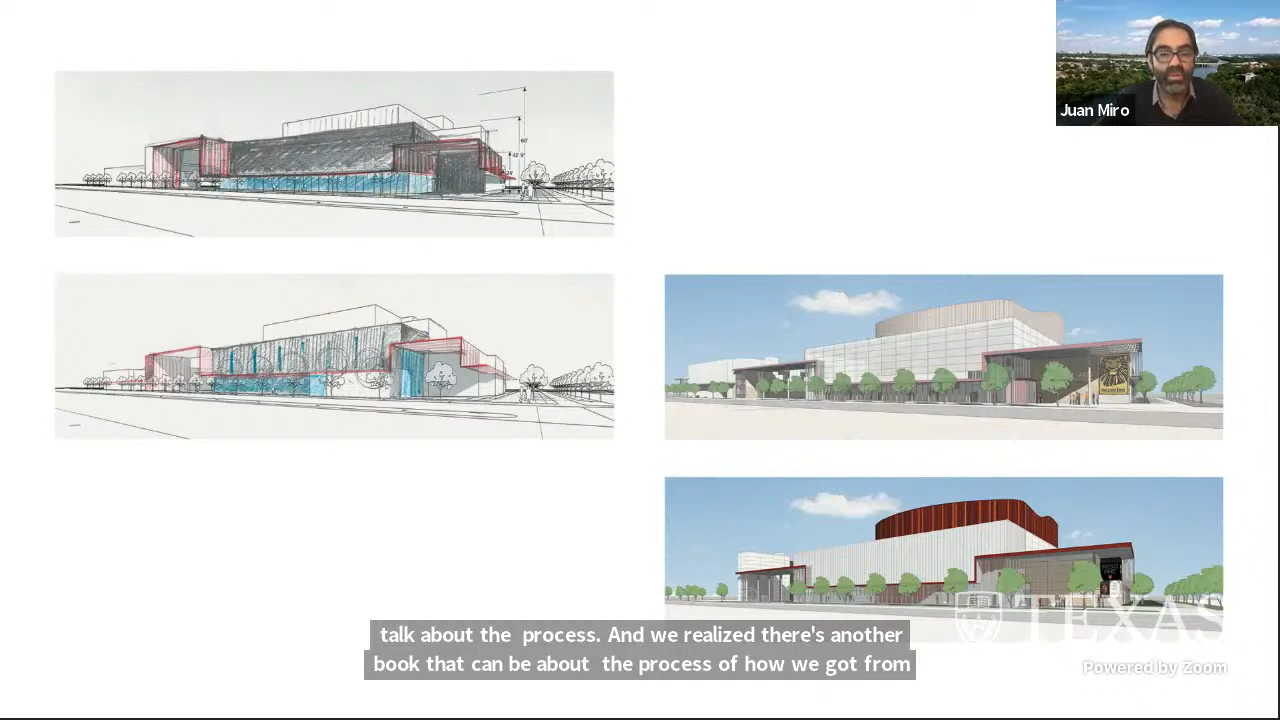 Juan Miro
60'
TEXAS
talk about the process. And we realized there's another
book that can be about the process of how we got from
Powered by Zoom